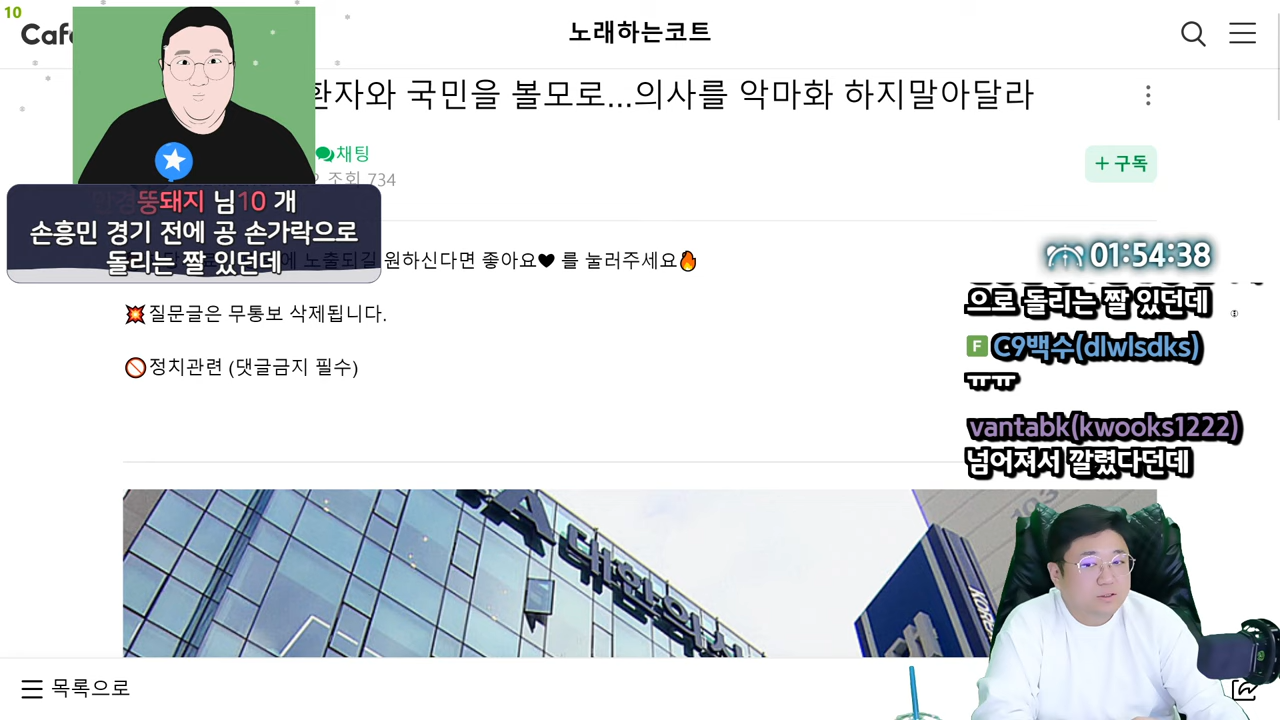 10
Cafe
노래하는코트
환자와 국민을 볼모로...의사를 악마화 하지말아달라
채팅
조회 734
+ 구독
뚱돼지 님10 개
손흥민 경기 전에 공 손가락으로
돌리는 짤 있던데
노출되길 원하신다면 좋아요🖤 를 눌러주세요🔥
💥질문글은 무통보 삭제됩니다.
🚫정치관련 (댓글금지 필수)
01:54:38
으로 돌리는 짤 있던데
F C9백수(dlwlsdks)
ㅠㅠ
vantabk(kwooks1222)
넘어져서 깔렸다던데
103
A 대한의사
KOREA
목록으로